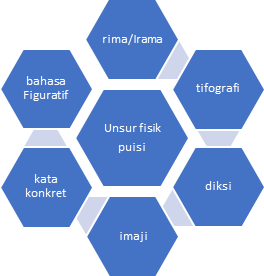 rima/Irama
tifografi
diksi
imaji
kata
konkret
bahasa
Figuratif
Unsur fisik
puisi